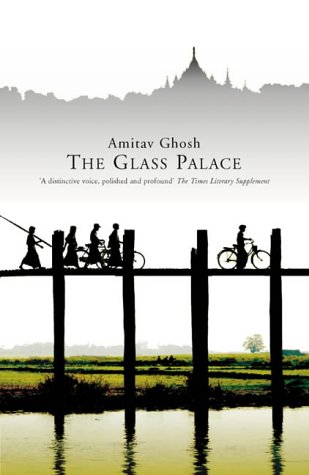 Amitav Ghosh
THE GLASS PALACE
'A distinctive voice, polished and profound' The Times Literary Supplement